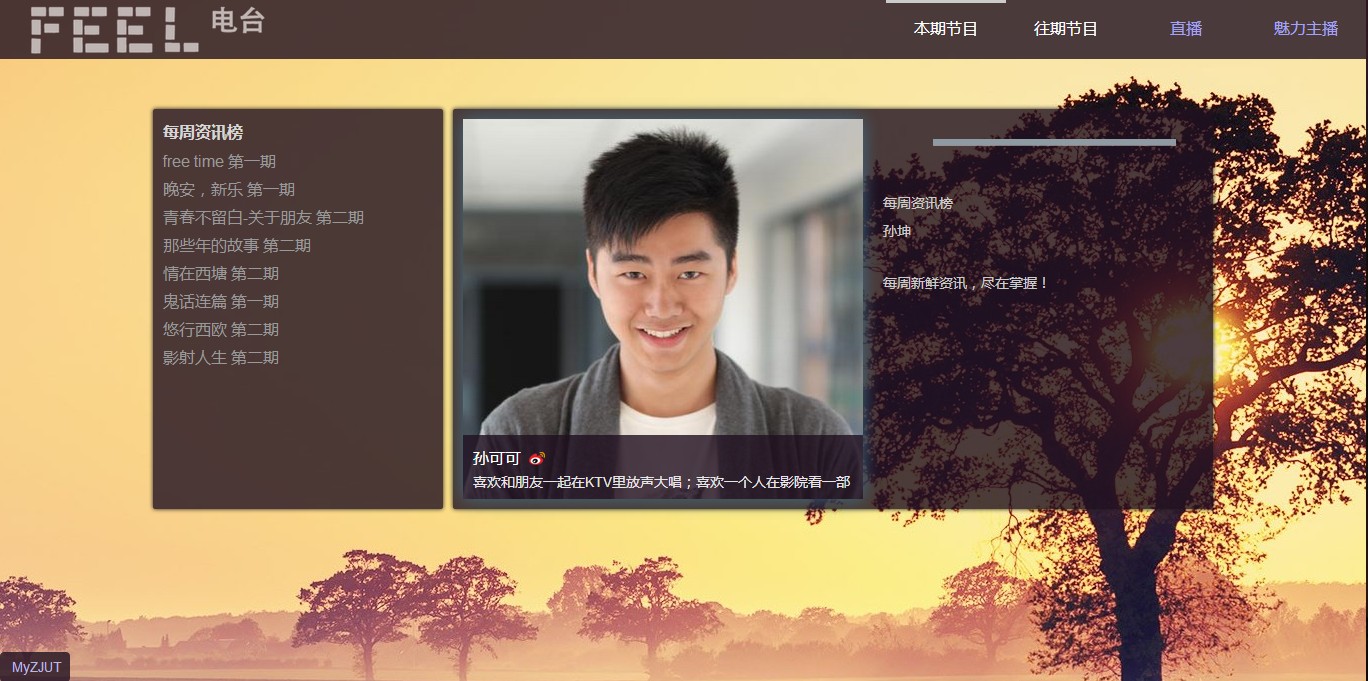 FEEL 电台
本期节目 往期节目 直播 魅力主播
每周资讯榜
free time 第一期
晚安，新乐 第一期
青春不留白-关于朋友 第二期
那些年的故事 第二期
情在西塘 第二期
鬼话连篇 第一期
悠行西欧 第二期
影射人生 第二期
孙可可
喜欢和朋友一起在KTV里放声大唱；喜欢一个人在影院看一部
每周资讯榜
孙坤
每周新鲜资讯，尽在掌握！
MyZJUT